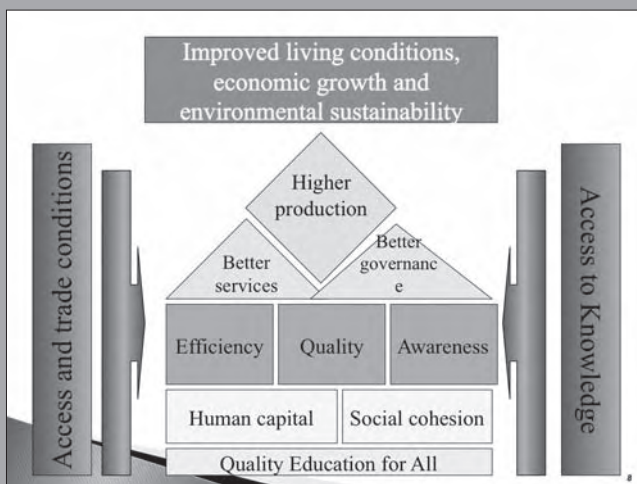 Improved living conditions,
economic growth and
environmental sustainability
Access and trade conditions
Higher
production
Better
services
Better
governanc
e
Efficiency
Quality
Awareness
Human capital
Social cohesion
Quality Education for All
Access to Knowledge
8